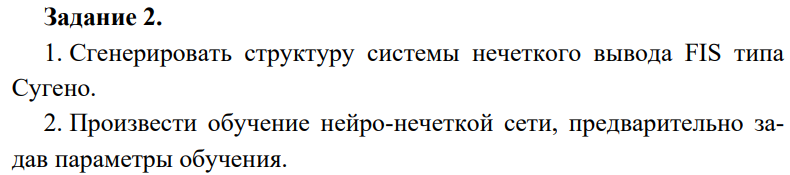 Задание 2.
1. Сгенерировать структуру системы нечеткого вывода FIS типа
Сугено.
2. Произвести обучение нейро-нечеткой сети, предварительно за-
дав параметры обучения.